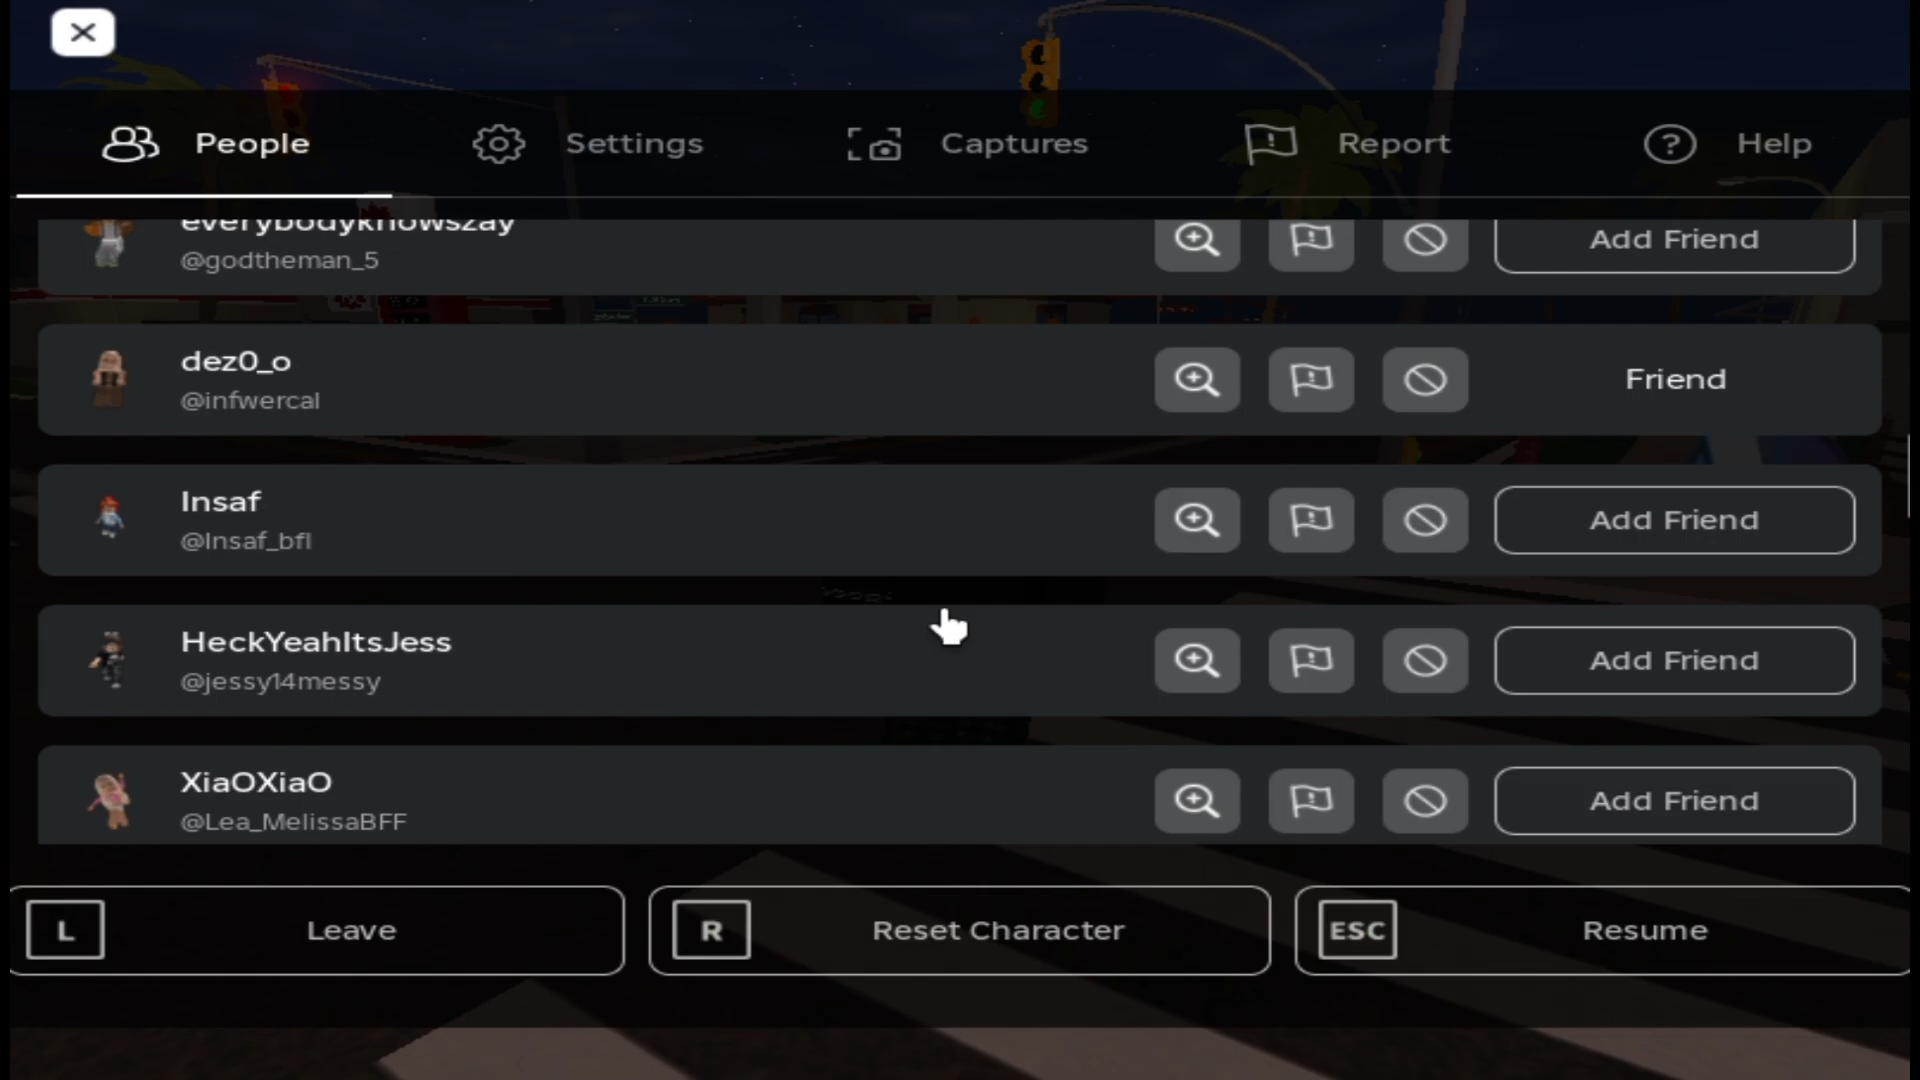 People
Settings
Captures
Report
Help
everybodyknowszay
@godtheman_5
Add Friend
dez0_o
@infwercal
Friend
Insaf
@Insaf_bfl
Add Friend
HeckYeahItsJess
@jessy14messy
Add Friend
XiaOXiaO
@Lea_MelissaBFF
Add Friend
L Leave
R Reset Character
ESC Resume